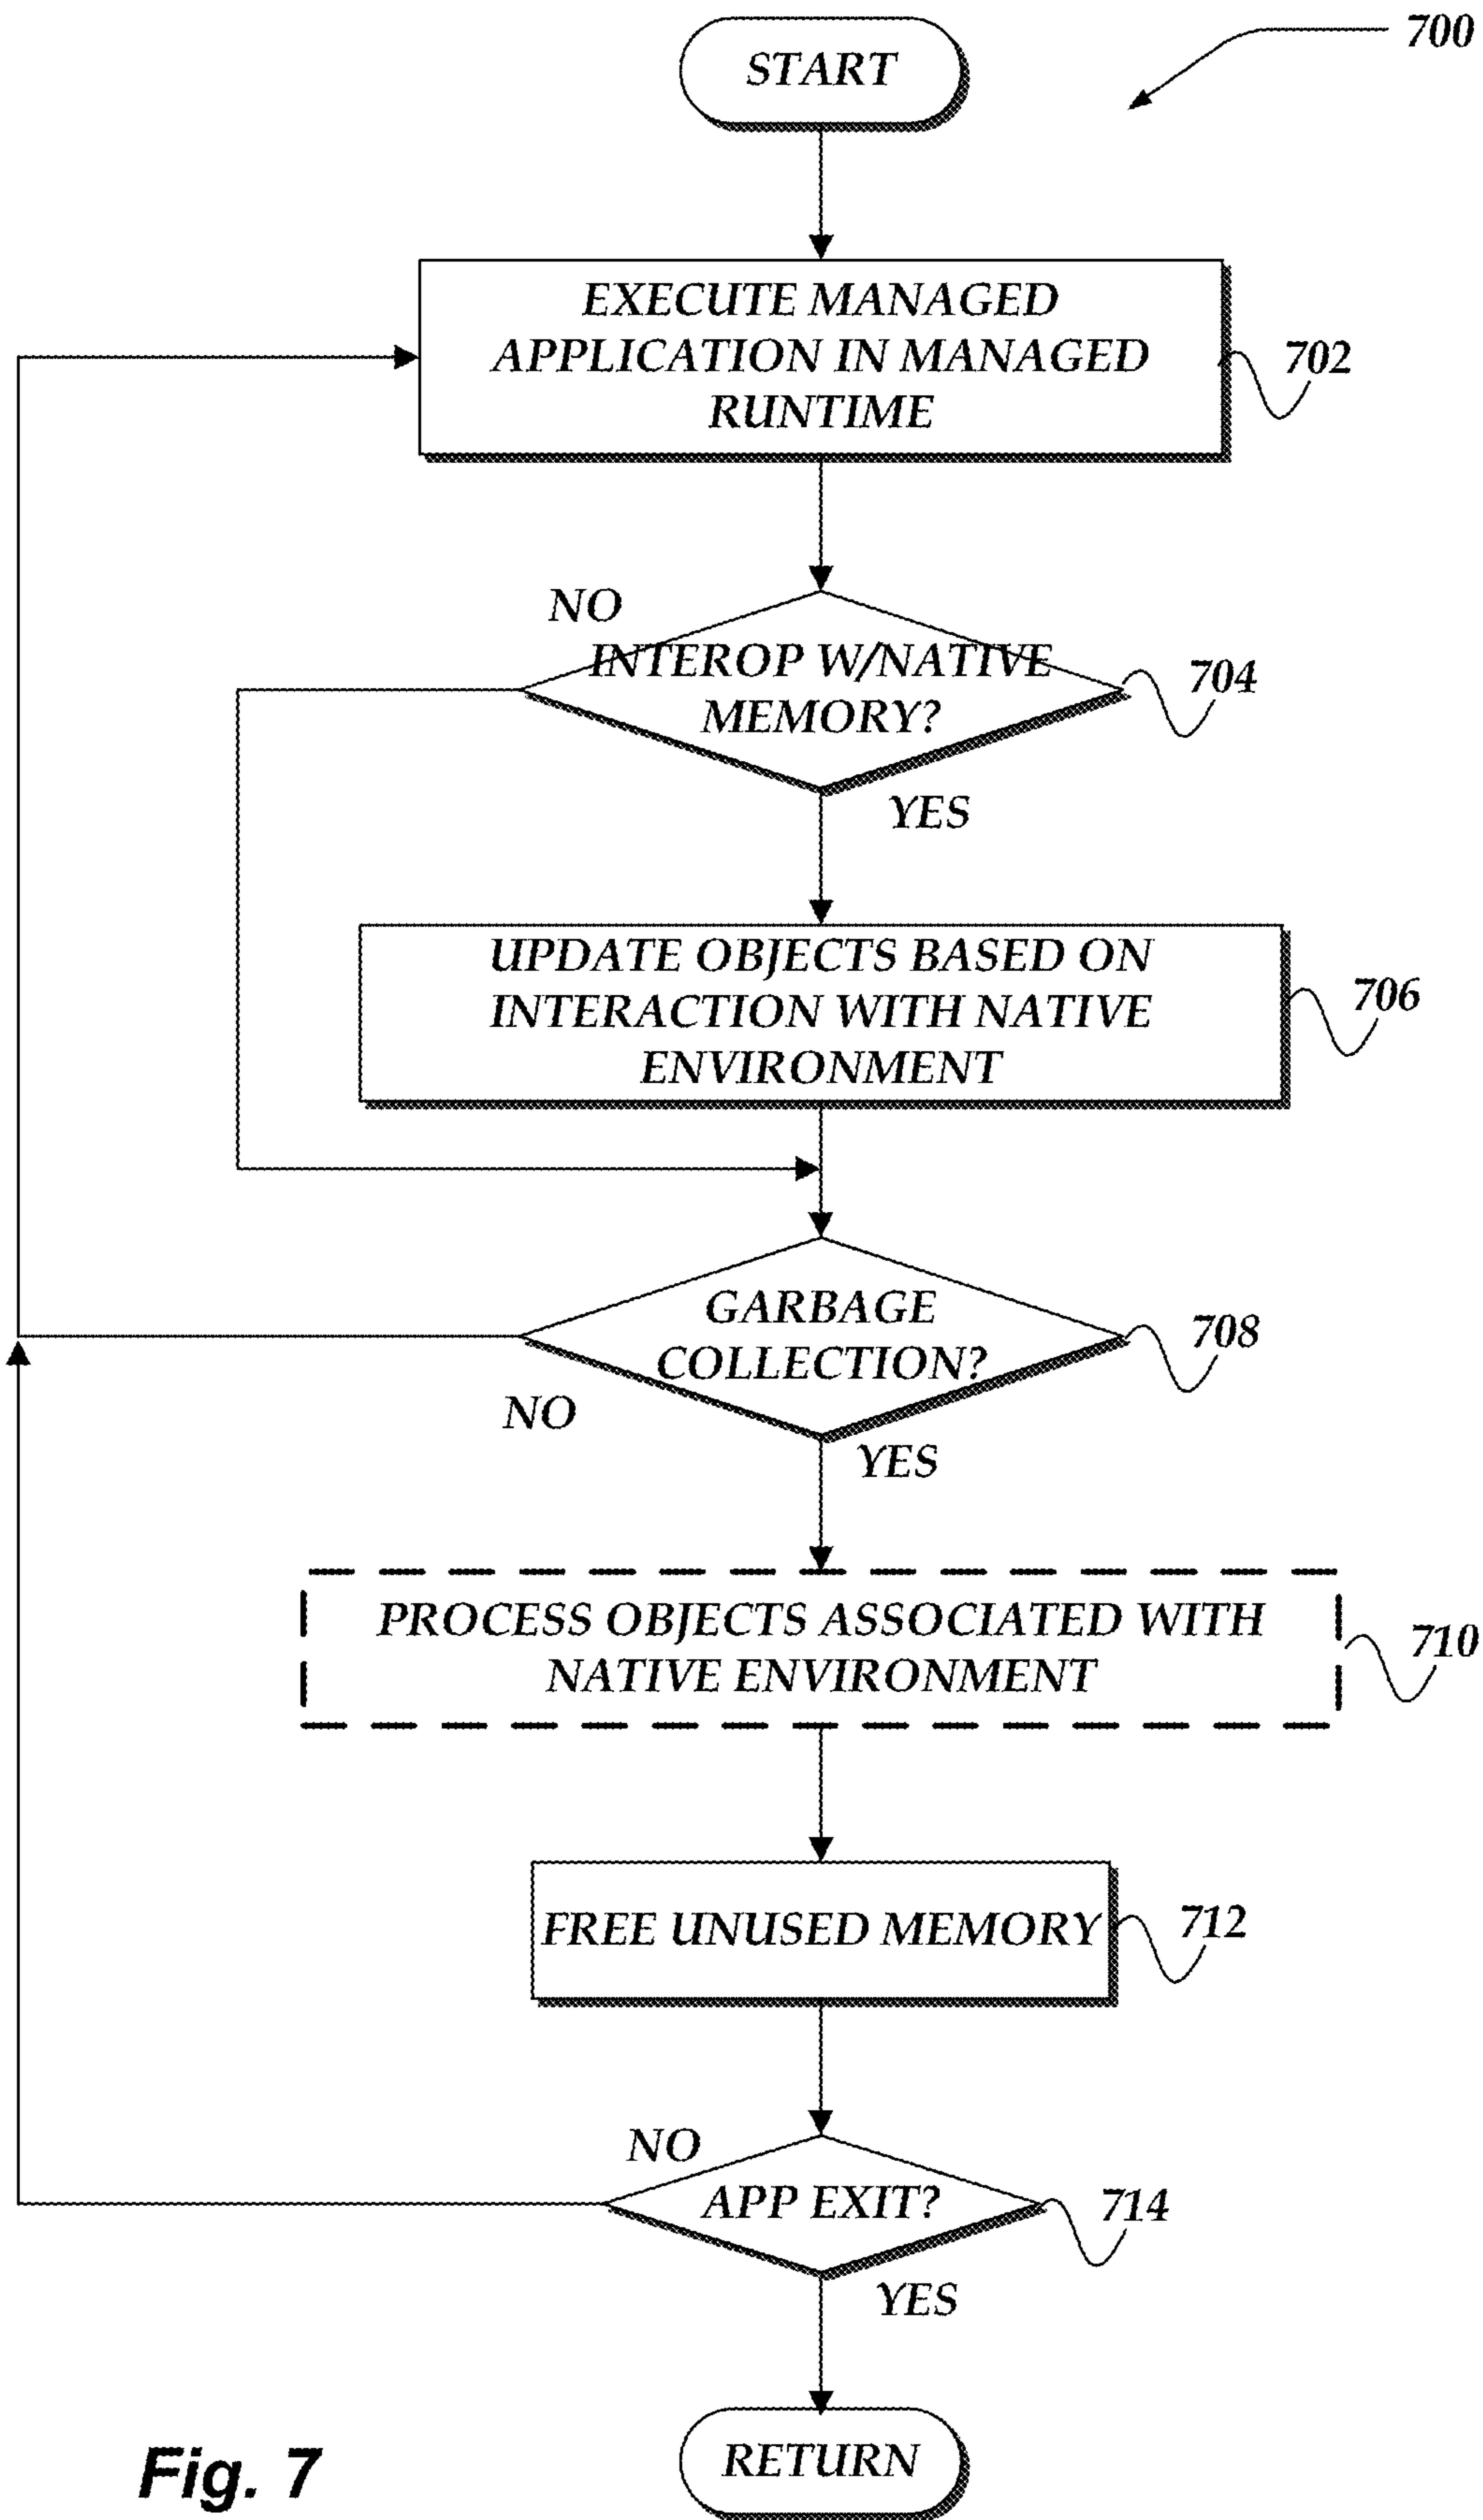 700
START
EXECUTE MANAGED
APPLICATION IN MANAGED
RUNTIME
702
NO
INTEROP W/NATIVE
MEMORY?
704
YES
UPDATE OBJECTS BASED ON
INTERACTION WITH NATIVE
ENVIRONMENT
706
GARBAGE
COLLECTION?
708
NO
YES
PROCESS OBJECTS ASSOCIATED WITH
NATIVE ENVIRONMENT
710
FREE UNUSED MEMORY
712
NO
APP EXIT?
714
YES
RETURN
Fig. 7